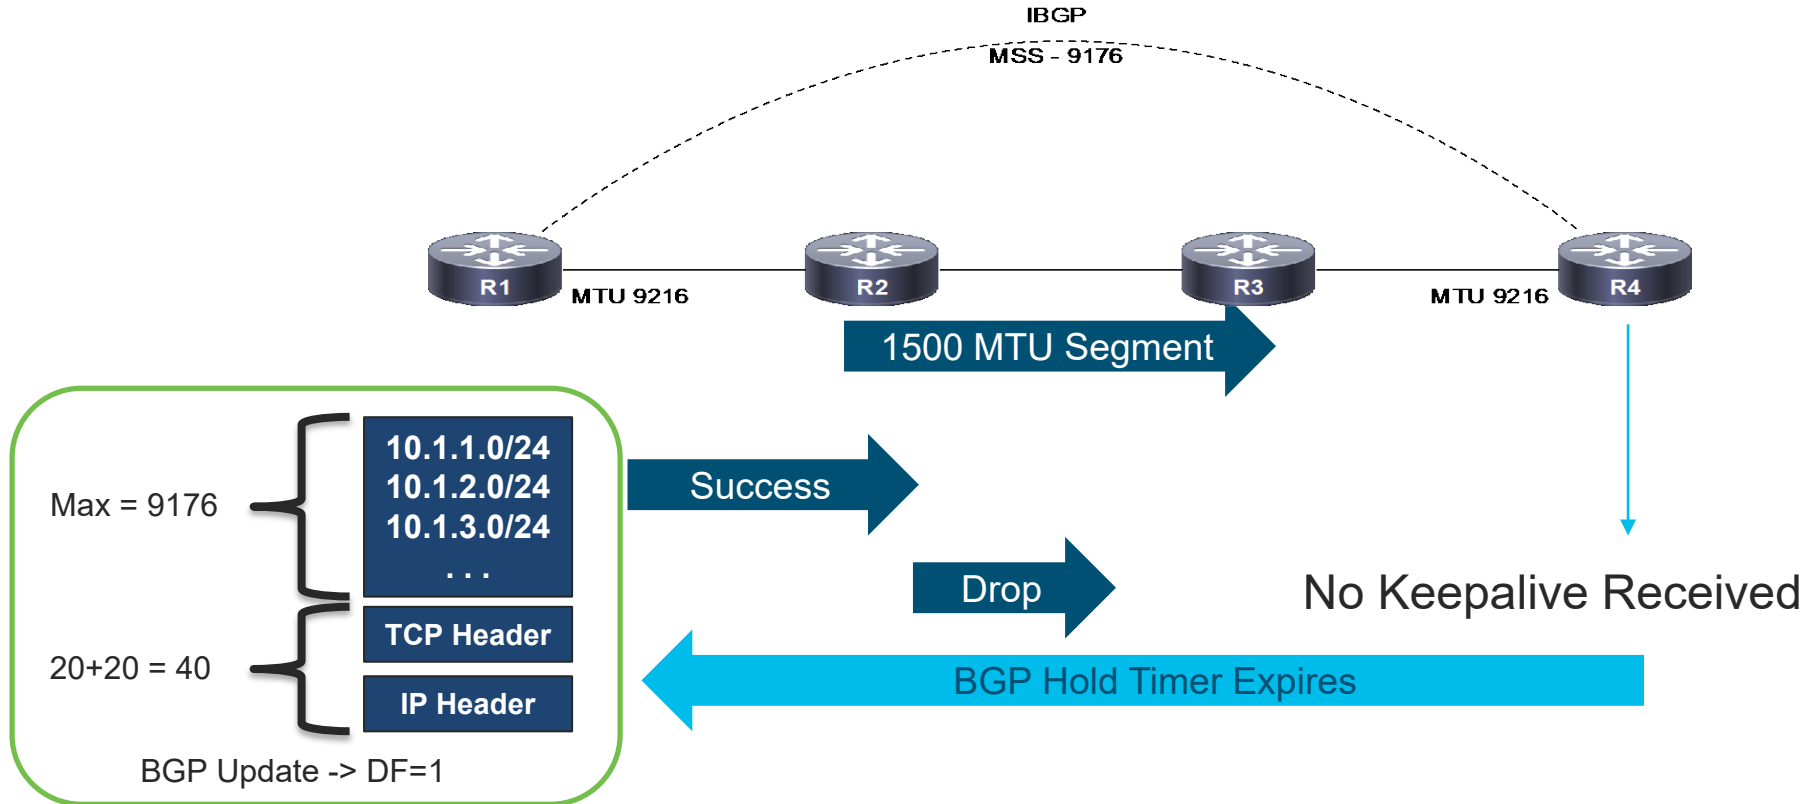 IBGP
MSS - 9176
R1
R2
R3
R4
MTU 9216
MTU 9216
1500 MTU Segment
10.1.1.0/24
10.1.2.0/24
10.1.3.0/24
. . .
Max = 9176
Success
Drop
No Keepalive Received
TCP Header
20+20 = 40
IP Header
BGP Hold Timer Expires
BGP Update -> DF=1